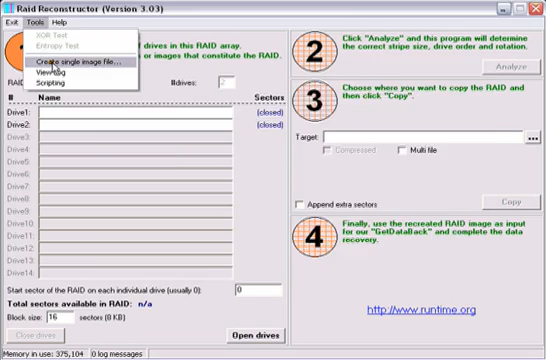 Raid Reconstructor (Version 3.03)
Exit Tools Help
XOR Test
Entropy Test
Create single image file...
View log
Scripting
of drives in this RAID array.
or images that constitute the RAID.
RAID
#drives: 2
# Name Sectors
Drive1: (closed)
Drive2: (closed)
Drive3:
Drive4:
Drive5:
Drive6:
Drive7:
Drive8:
Drive9:
Drive10:
Drive11:
Drive12:
Drive13:
Drive14:
Start sector of the RAID on each individual drive (usually 0): 0
Total sectors available in RAID: n/a
Block size: 16 sectors (8 KB)
Close drives Open drives
Memory in use: 375,104 0 log messages
2
Click "Analyze" and this program will determine
the correct stripe size, drive order and rotation.
Analyze
3
Choose where you want to copy the RAID and
then click "Copy".
Target: ...
Compressed Multi file
Append extra sectors Copy
4
Finally, use the recreated RAID image as input
for our "GetDataBack" and complete the data
recovery.
http://www.runtime.org